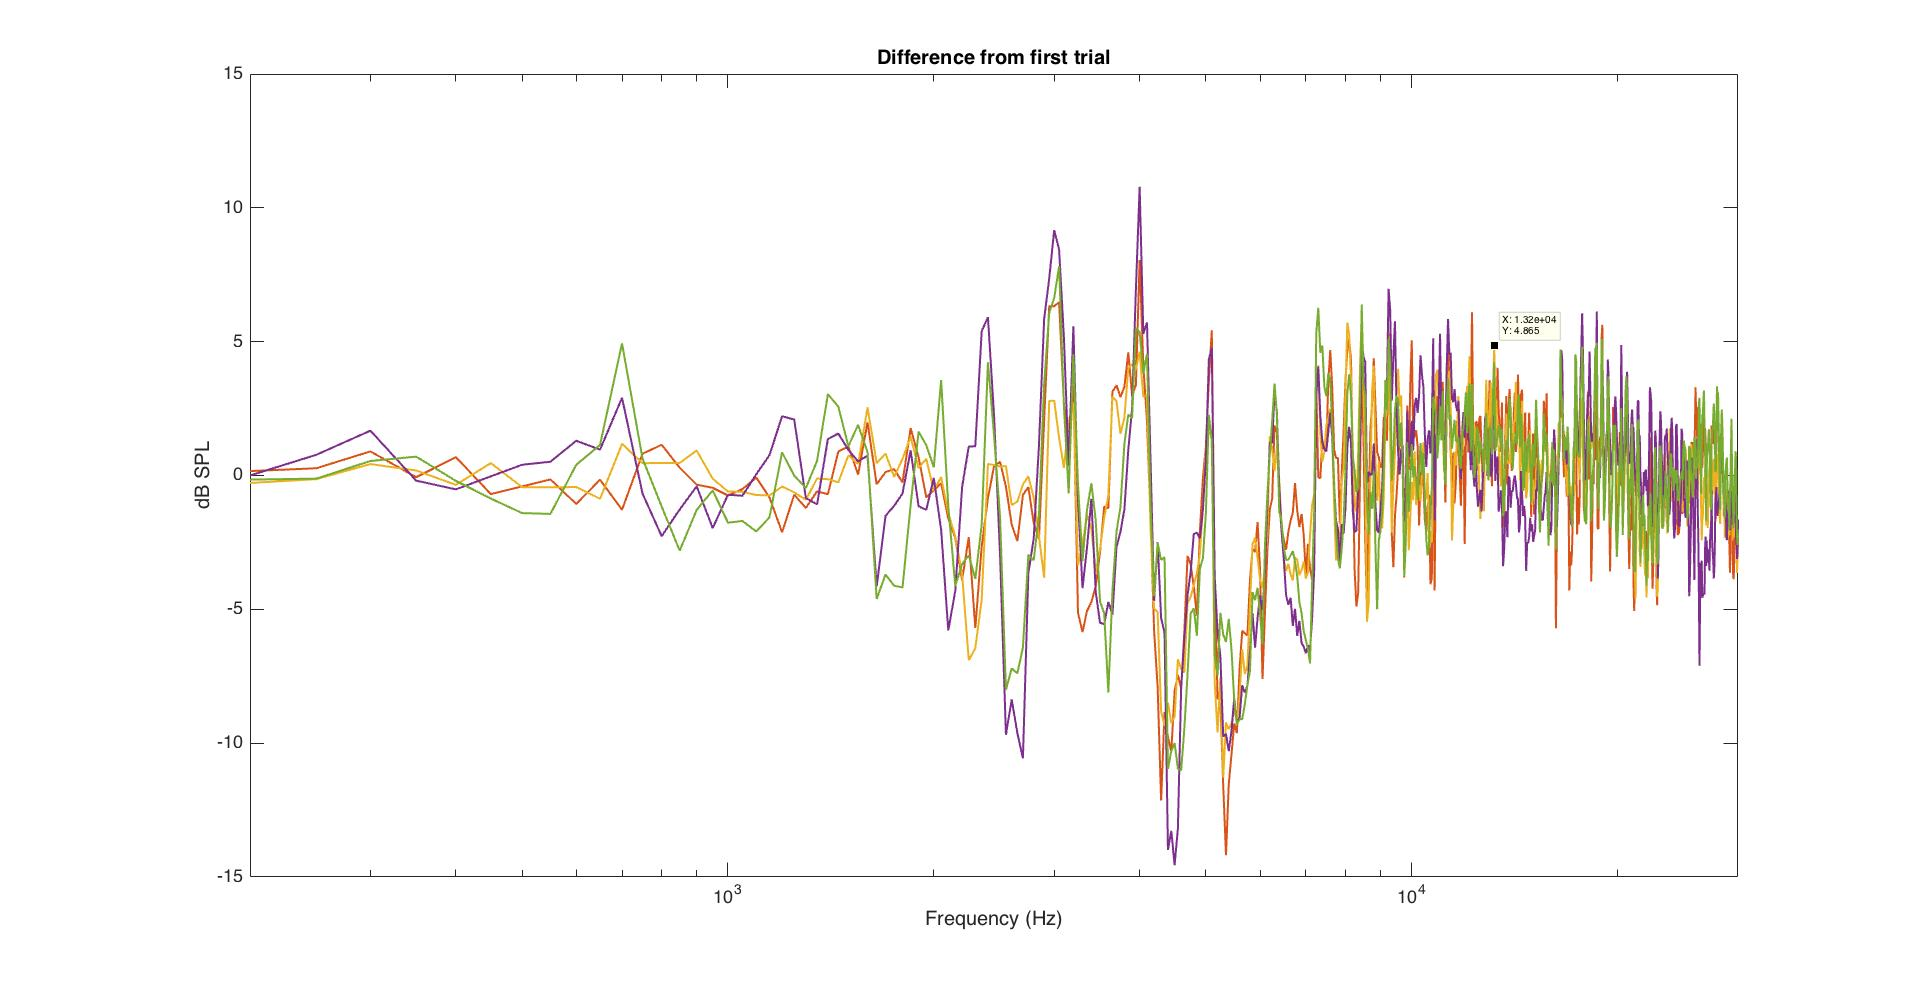 Difference from first trial
15
10
5
0
-5
-10
-15
dB SPL
X: 1.32e+04
Y: 4.865
10³
10⁴
Frequency (Hz)